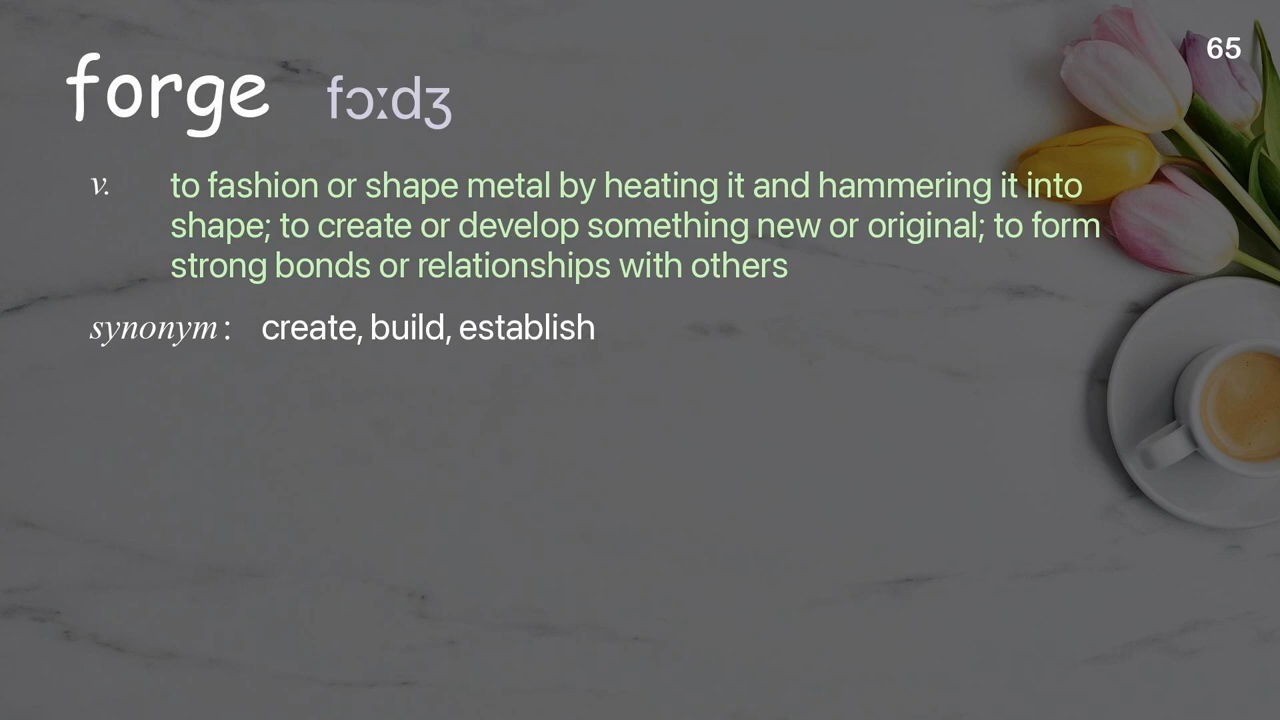 65
forge fɔːdʒ
v. to fashion or shape metal by heating it and hammering it into
shape; to create or develop something new or original; to form
strong bonds or relationships with others
synonym: create, build, establish